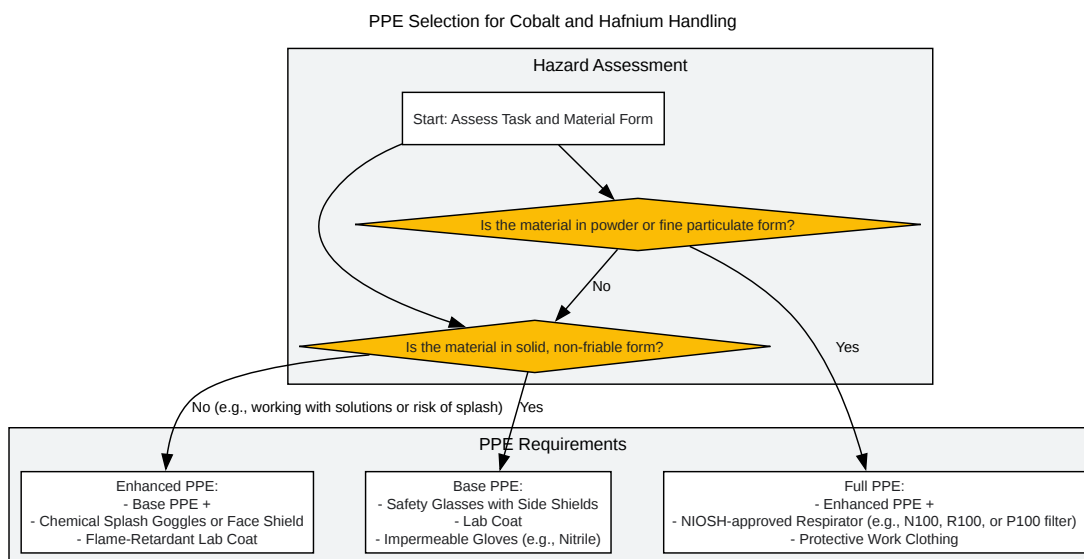 PPE Selection for Cobalt and Hafnium Handling
Hazard Assessment
Start: Assess Task and Material Form
Is the material in powder or fine particulate form?
No
Yes
Is the material in solid, non-friable form?
No (e.g., working with solutions or risk of splash)
Yes
PPE Requirements
Enhanced PPE:
- Base PPE +
- Chemical Splash Goggles or Face Shield
- Flame-Retardant Lab Coat
Base PPE:
- Safety Glasses with Side Shields
- Lab Coat
- Impermeable Gloves (e.g., Nitrile)
Full PPE:
- Enhanced PPE +
- NIOSH-approved Respirator (e.g., N100, R100, or P100 filter)
- Protective Work Clothing